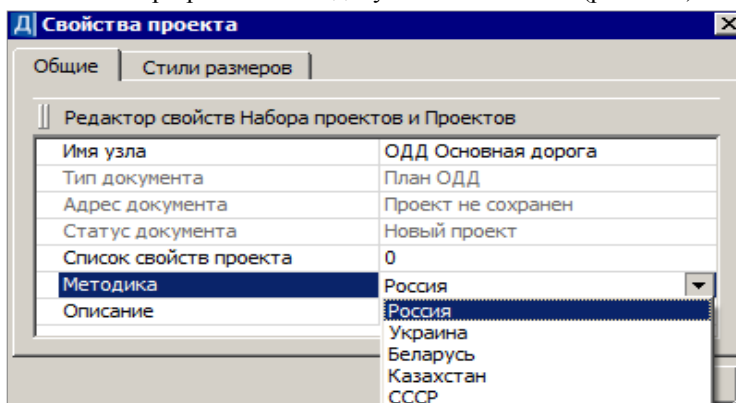 Д Свойства проекта
Общие Стили размеров
Редактор свойств Набора проектов и Проектов
Имя узла ОДД Основная дорога
Тип документа План ОДД
Адрес документа Проект не сохранен
Статус документа Новый проект
Список свойств проекта 0
Методика Россия
Описание Россия
Украина
Беларусь
Казахстан
СССР